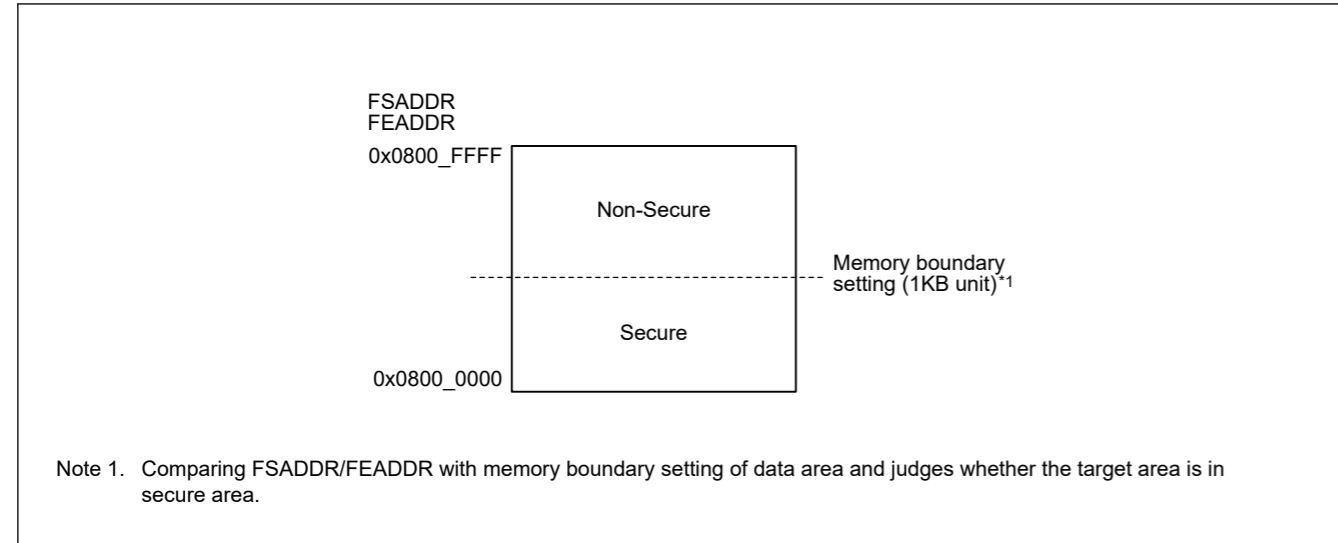 FSADDR
FEADDR
0x0800_FFFF
Non-Secure
Memory boundary
setting (1KB unit)*1
Secure
0x0800_0000
Note 1. Comparing FSADDR/FEADDR with memory boundary setting of data area and judges whether the target area is in
secure area.